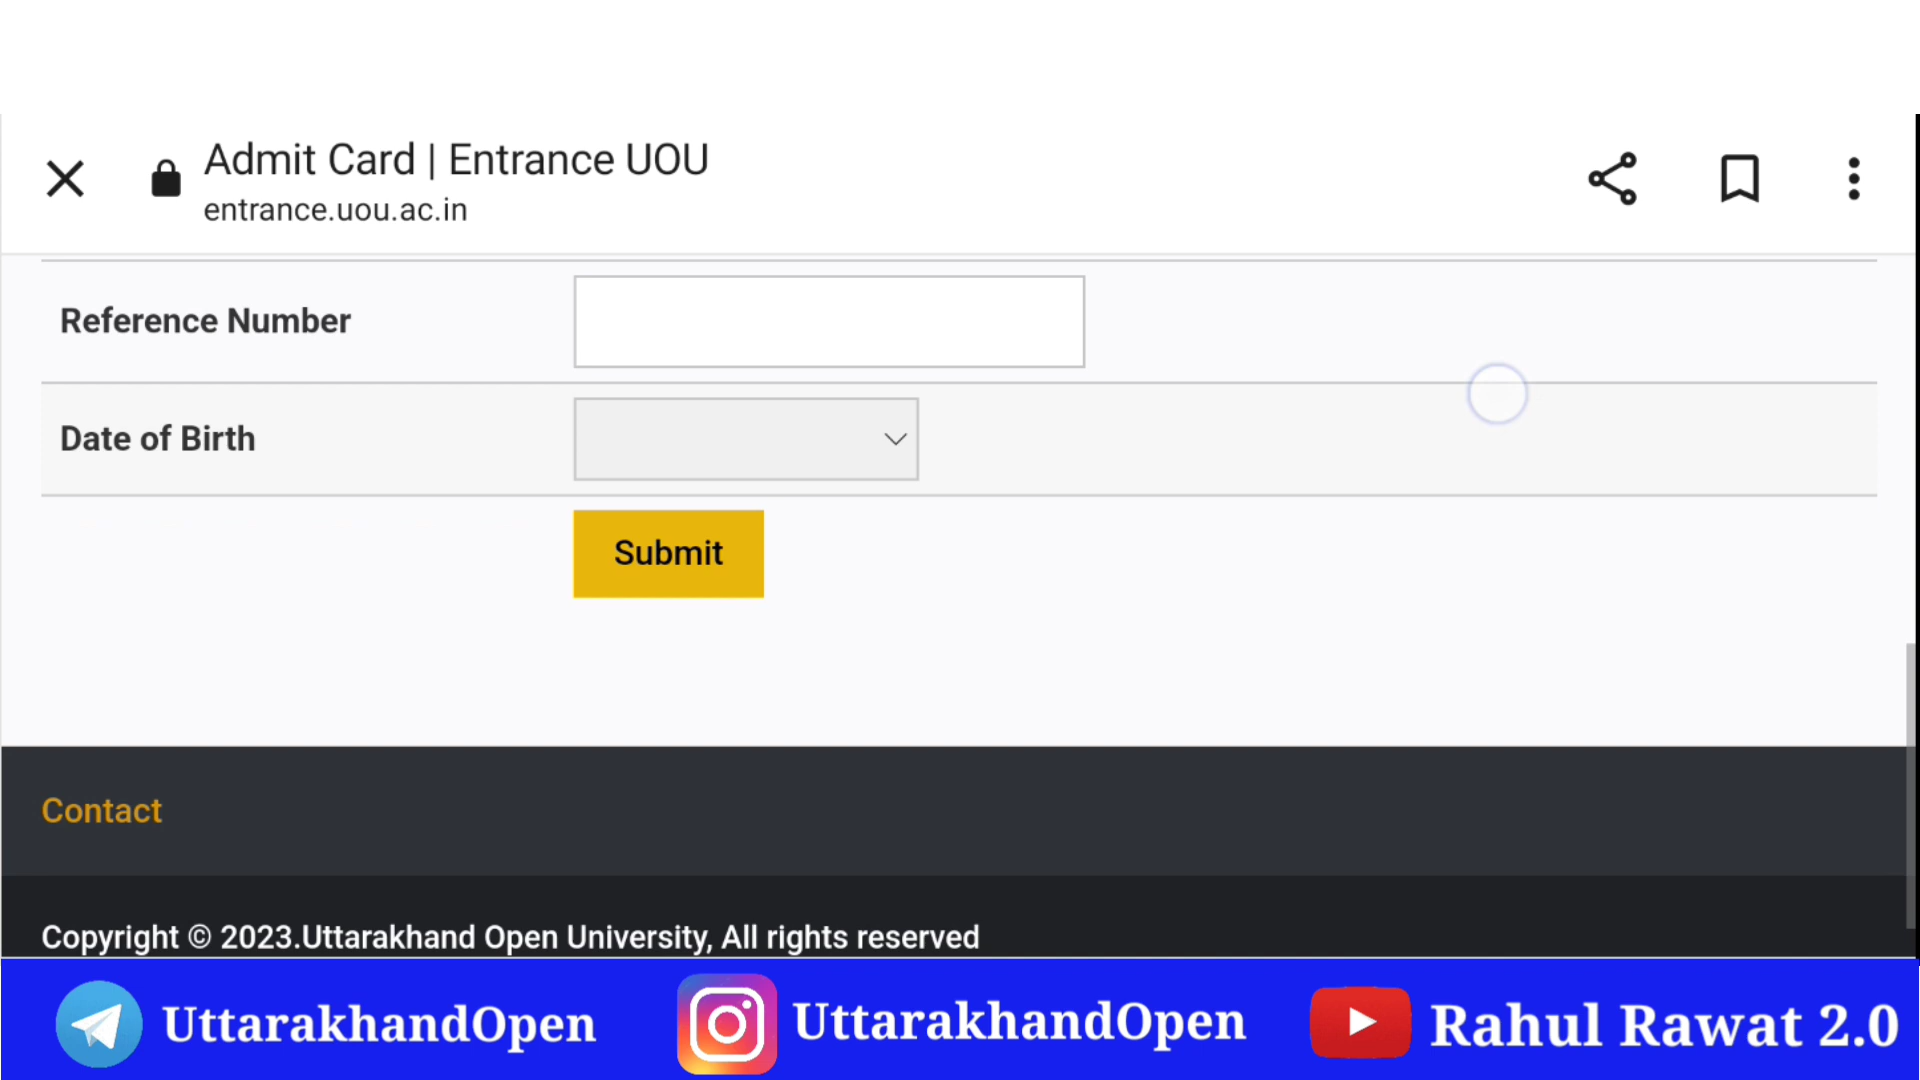 Admit Card | Entrance UOU
entrance.uou.ac.in
Reference Number
Date of Birth
Submit
Contact
Copyright © 2023.Uttarakhand Open University, All rights reserved
UttarakhandOpen
UttarakhandOpen
Rahul Rawat 2.0